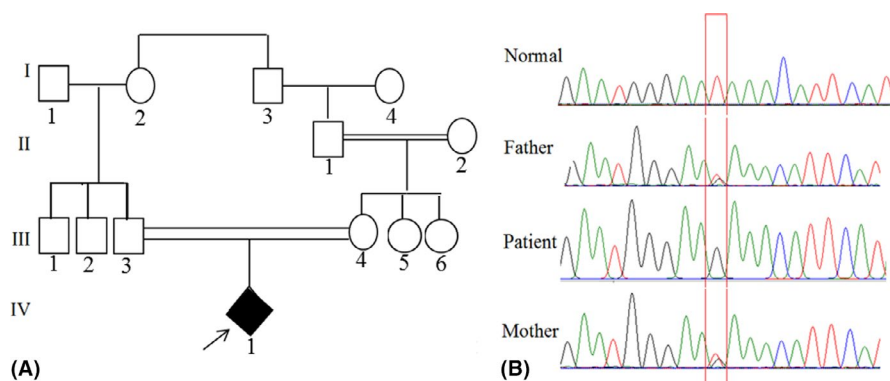 I
1
2
3
4
II
1
2
III
1
2
3
4
5
6
IV
1
(A)
Normal
Father
Patient
Mother
(B)